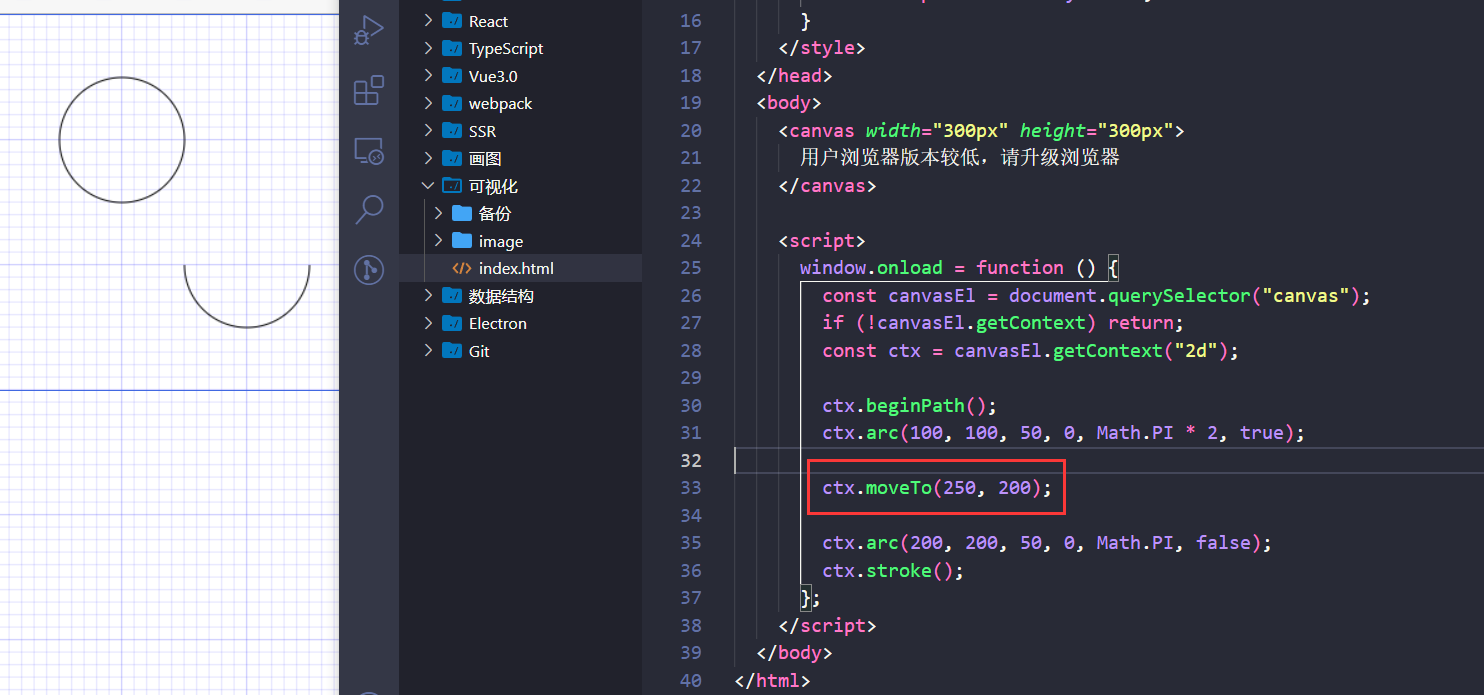 React
TypeScript
Vue3.0
webpack
SSR
画图
可视化
备份
image
index.html
数据结构
Electron
Git
16 }
17 </style>
18 </head>
19 <body>
20 <canvas width="300px" height="300px">
21 用户浏览器版本较低，请升级浏览器
22 </canvas>
23
24 <script>
25 window.onload = function () {
26 const canvasEl = document.querySelector("canvas");
27 if (!canvasEl.getContext) return;
28 const ctx = canvasEl.getContext("2d");
29
30 ctx.beginPath();
31 ctx.arc(100, 100, 50, 0, Math.PI * 2, true);
32
33 ctx.moveTo(250, 200);
34
35 ctx.arc(200, 200, 50, 0, Math.PI, false);
36 ctx.stroke();
37 };
38 </script>
39 </body>
40 </html>